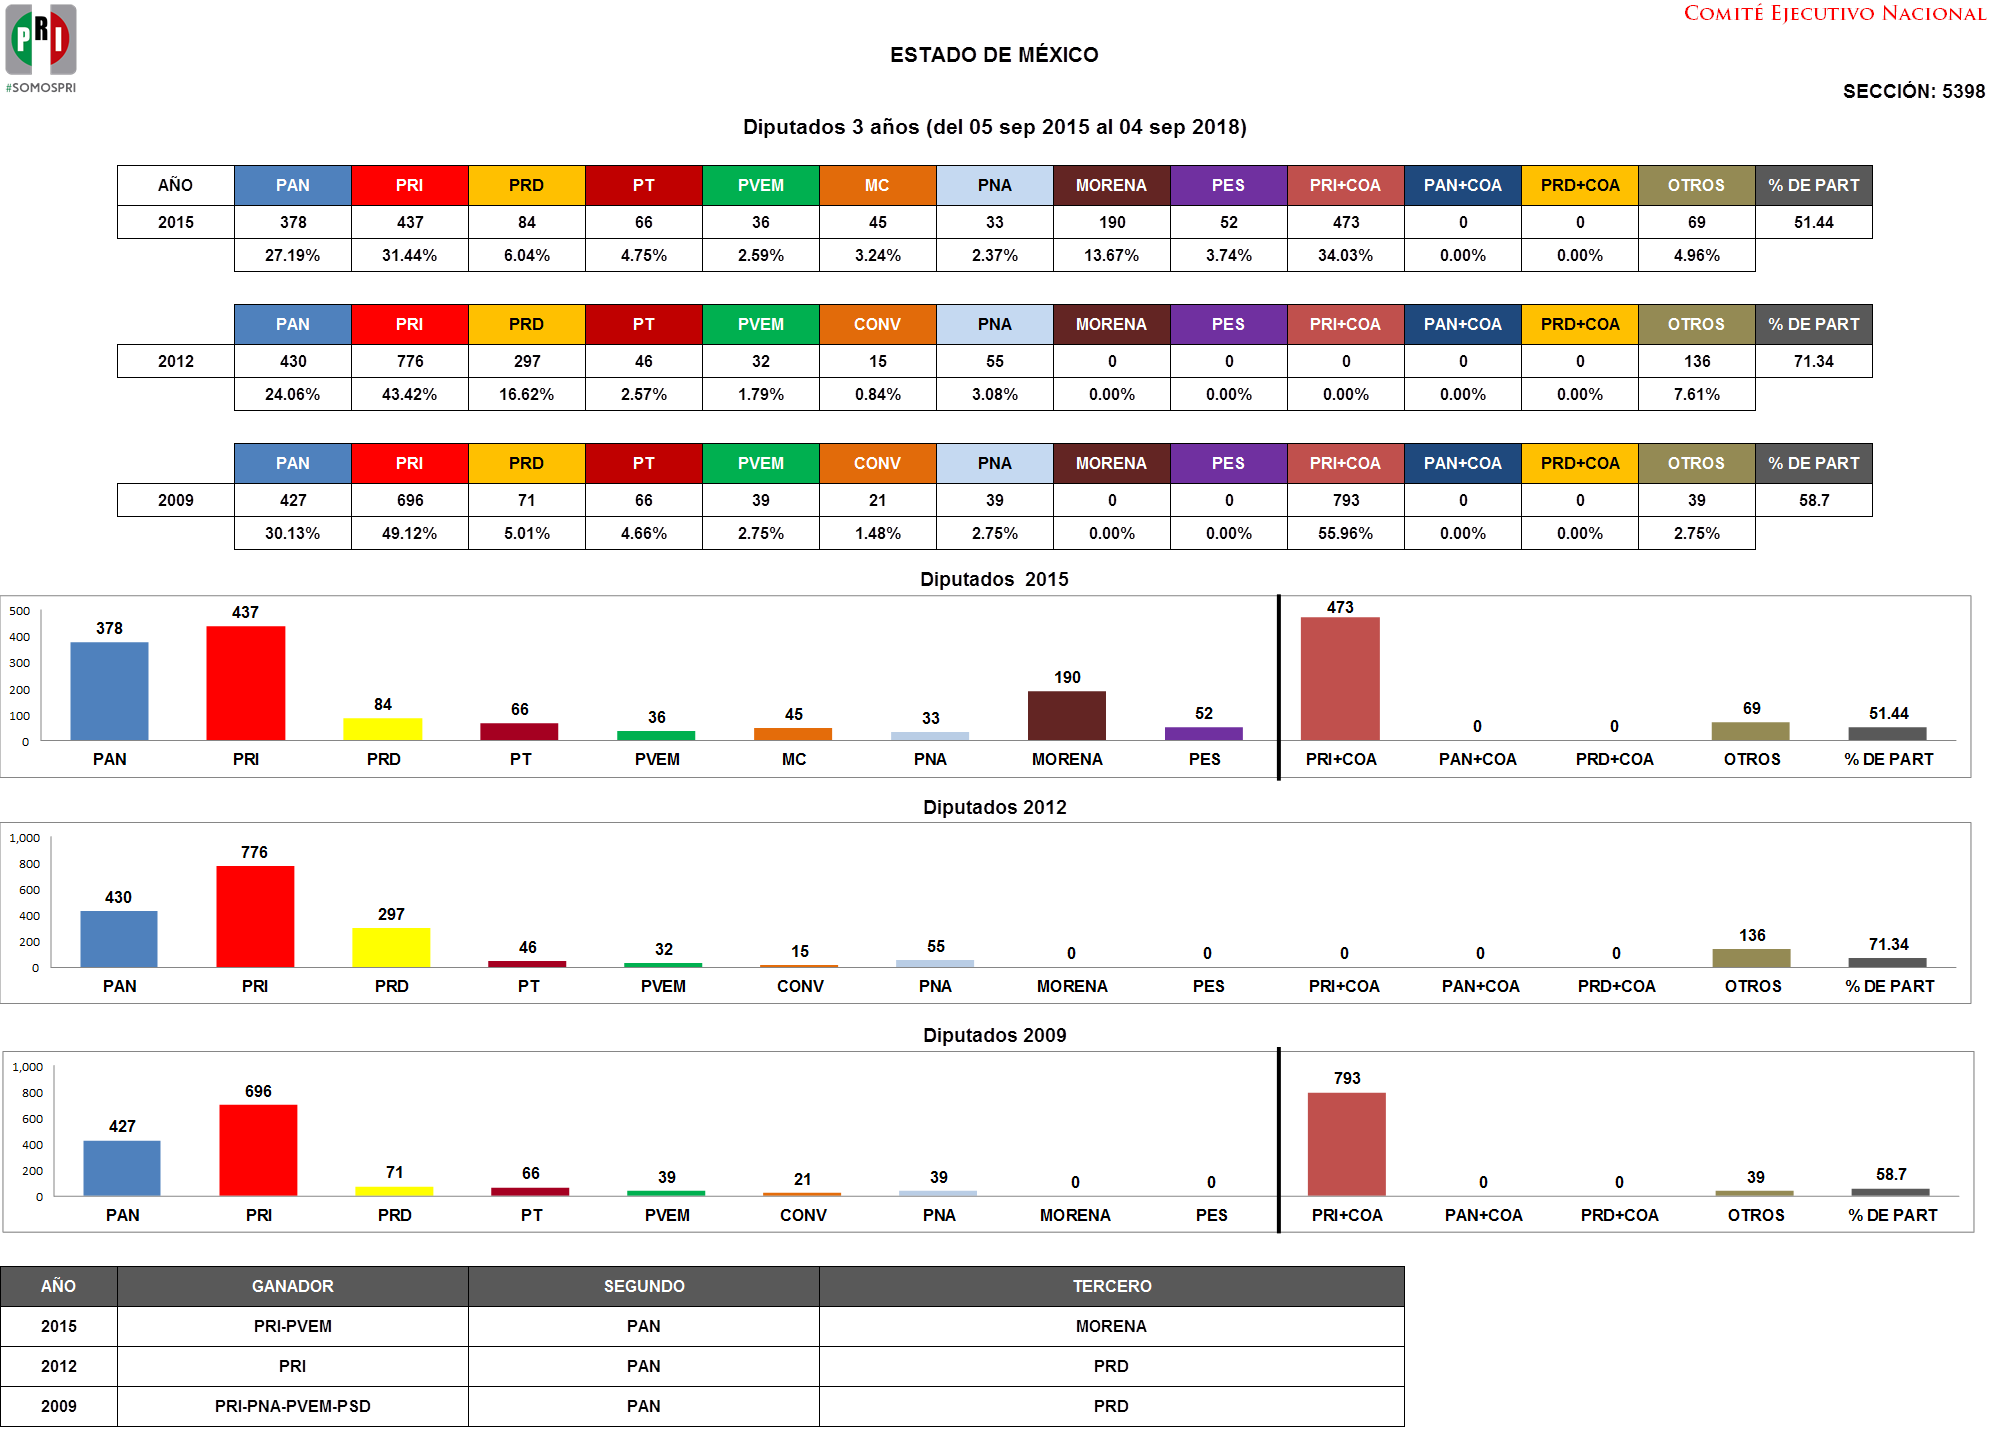 PRI
#SOMOSPRI
COMITÉ EJECUTIVO NACIONAL
ESTADO DE MÉXICO
SECCIÓN: 5398
Diputados 3 años (del 05 sep 2015 al 04 sep 2018)
AÑO PAN PRI PRD PT PVEM MC PNA MORENA PES PRI+COA PAN+COA PRD+COA OTROS % DE PART
2015 378 437 84 66 36 45 33 190 52 473 0 0 69 51.44
27.19% 31.44% 6.04% 4.75% 2.59% 3.24% 2.37% 13.67% 3.74% 34.03% 0.00% 0.00% 4.96%
PAN PRI PRD PT PVEM CONV PNA MORENA PES PRI+COA PAN+COA PRD+COA OTROS % DE PART
2012 430 776 297 46 32 15 55 0 0 0 0 0 136 71.34
24.06% 43.42% 16.62% 2.57% 1.79% 0.84% 3.08% 0.00% 0.00% 0.00% 0.00% 0.00% 7.61%
PAN PRI PRD PT PVEM CONV PNA MORENA PES PRI+COA PAN+COA PRD+COA OTROS % DE PART
2009 427 696 71 66 39 21 39 0 0 793 0 0 39 58.7
30.13% 49.12% 5.01% 4.66% 2.75% 1.48% 2.75% 0.00% 0.00% 55.96% 0.00% 0.00% 2.75%
Diputados 2015
500
400
300
200
100
0
378 437 84 66 36 45 33 190 52 473 0 0 69 51.44
PAN PRI PRD PT PVEM MC PNA MORENA PES PRI+COA PAN+COA PRD+COA OTROS % DE PART
Diputados 2012
1,000
800
600
400
200
0
430 776 297 46 32 15 55 0 0 0 0 0 136 71.34
PAN PRI PRD PT PVEM CONV PNA MORENA PES PRI+COA PAN+COA PRD+COA OTROS % DE PART
Diputados 2009
1,000
800
600
400
200
0
427 696 71 66 39 21 39 0 0 793 0 0 39 58.7
PAN PRI PRD PT PVEM CONV PNA MORENA PES PRI+COA PAN+COA PRD+COA OTROS % DE PART
AÑO GANADOR SEGUNDO TERCERO
2015 PRI-PVEM PAN MORENA
2012 PRI PAN PRD
2009 PRI-PNA-PVEM-PSD PAN PRD